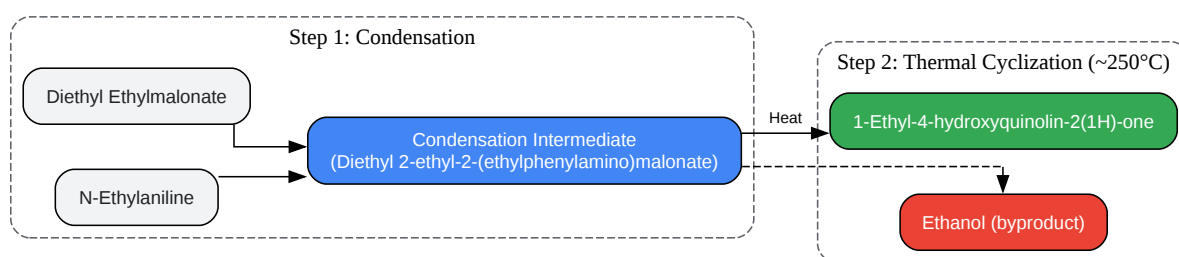 Step 1: Condensation
Diethyl Ethylmalonate
N-Ethylaniline
Condensation Intermediate
(Diethyl 2-ethyl-2-(ethylphenylamino)malonate)
Heat
Step 2: Thermal Cyclization (~250°C)
1-Ethyl-4-hydroxyquinolin-2(1H)-one
Ethanol (byproduct)